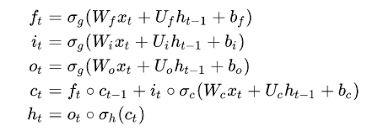 f_t = σ_g(W_f x_t + U_f h_{t−1} + b_f)
i_t = σ_g(W_i x_t + U_i h_{t−1} + b_i)
o_t = σ_g(W_o x_t + U_o h_{t−1} + b_o)
c_t = f_t ∘ c_{t−1} + i_t ∘ σ_c(W_c x_t + U_c h_{t−1} + b_c)
h_t = o_t ∘ σ_h(c_t)